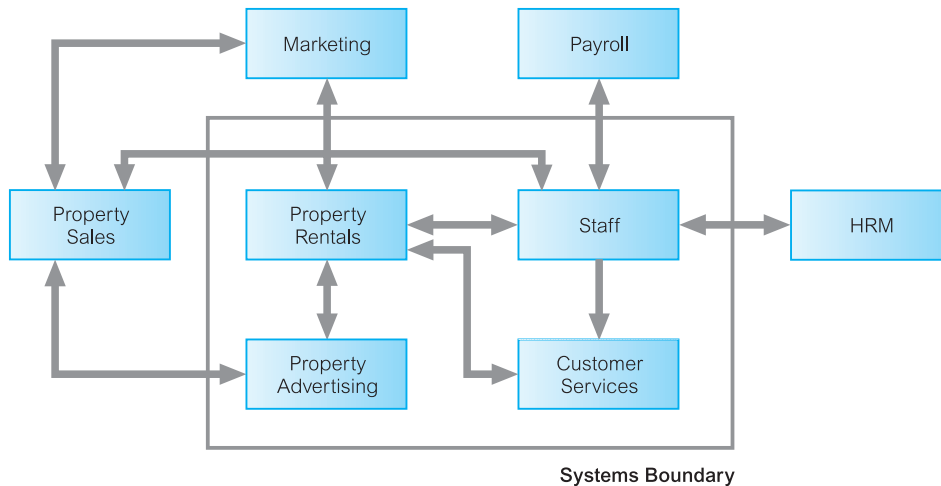 Marketing
Payroll
Property
Sales
Property
Rentals
Staff
HRM
Property
Advertising
Customer
Services
Systems Boundary